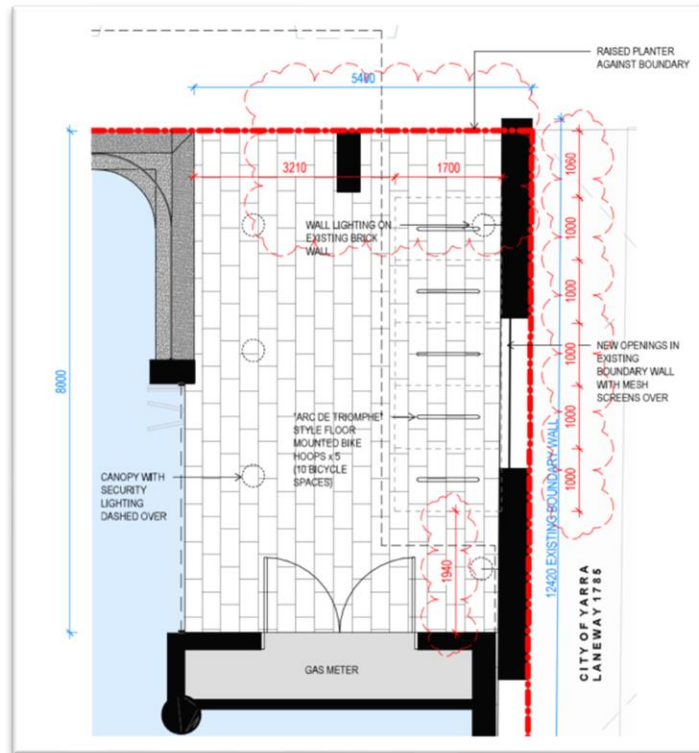 RAISED PLANTER
AGAINST BOUNDARY
5400
3210
1700
1060
WALL LIGHTING ON
EXISTING BRICK
WALL
1000
1000
1000
1000
1000
8000
NEW OPENINGS IN
EXISTING
BOUNDARY WALL
WITH MESH
SCREENS OVER
"ARC DE TRIOMPHE"
STYLE FLOOR
MOUNTED BIKE
HOOPS x 5
(10 BICYCLE
SPACES)
CANOPY WITH
SECURITY
LIGHTING
DASHED OVER
1940
12420 EXISTING BOUNDARY WALL
CITY OF YARRA
LANEWAY 1785
GAS METER